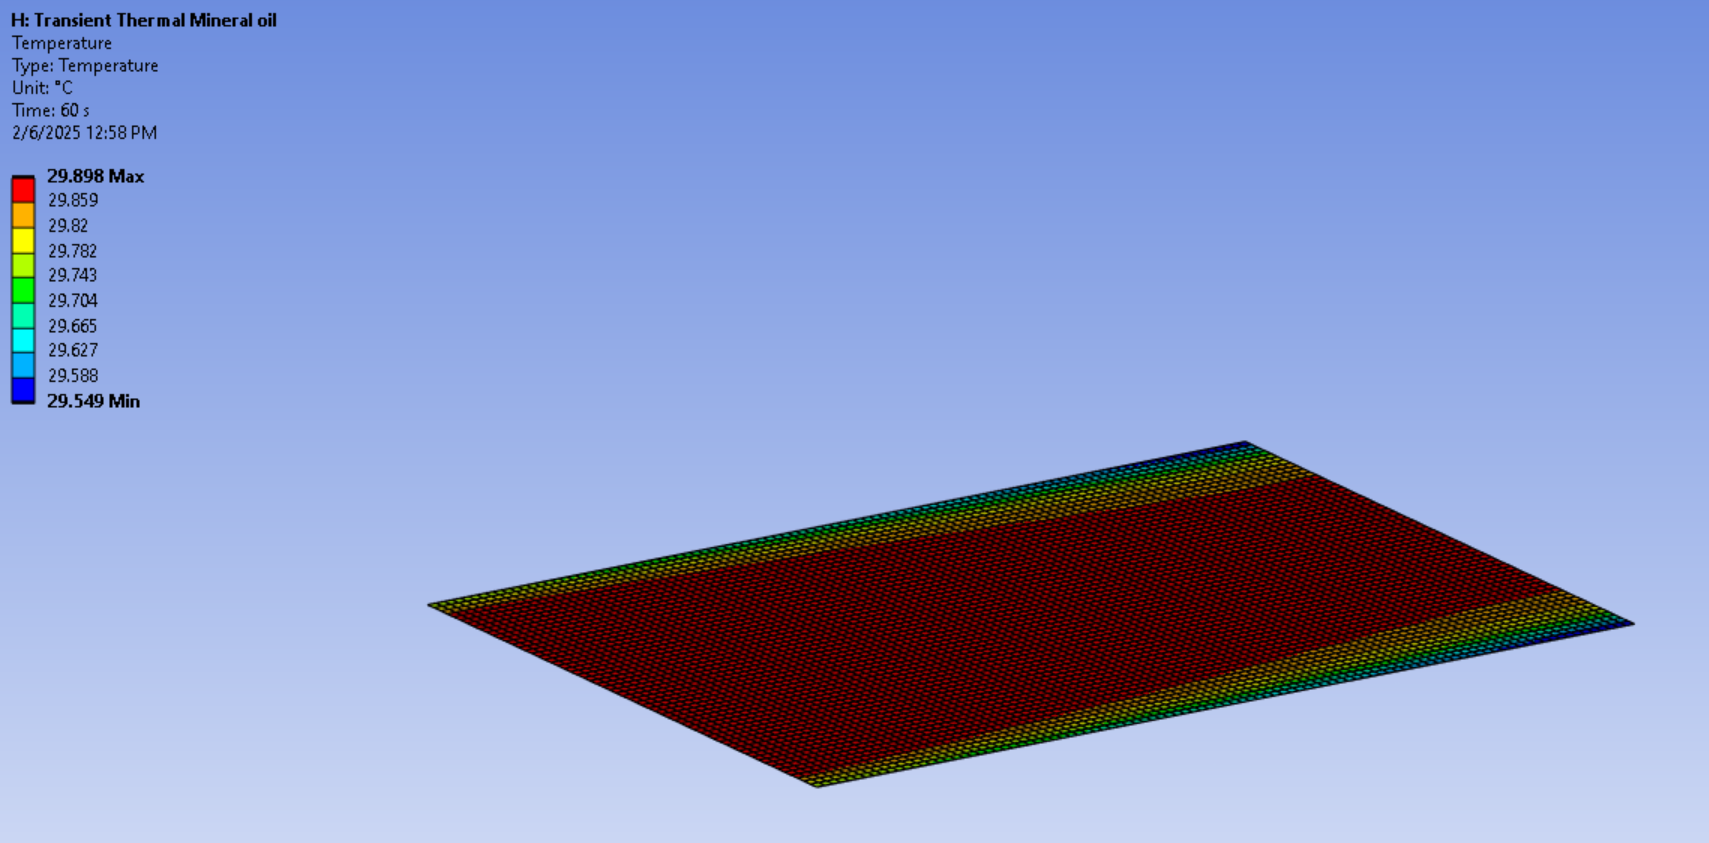 H: Transient Thermal Mineral oil
Temperature
Type: Temperature
Unit: °C
Time: 60 s
2/6/2025 12:58 PM
29.898 Max
29.859
29.82
29.782
29.743
29.704
29.665
29.627
29.588
29.549 Min